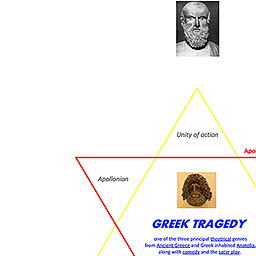 Unity of action
Apol
Apollonian
GREEK TRAGEDY
one of the three principal theatrical genres
from Ancient Greece and Greek inhabited Anatolia,
along with comedy and the satyr play.